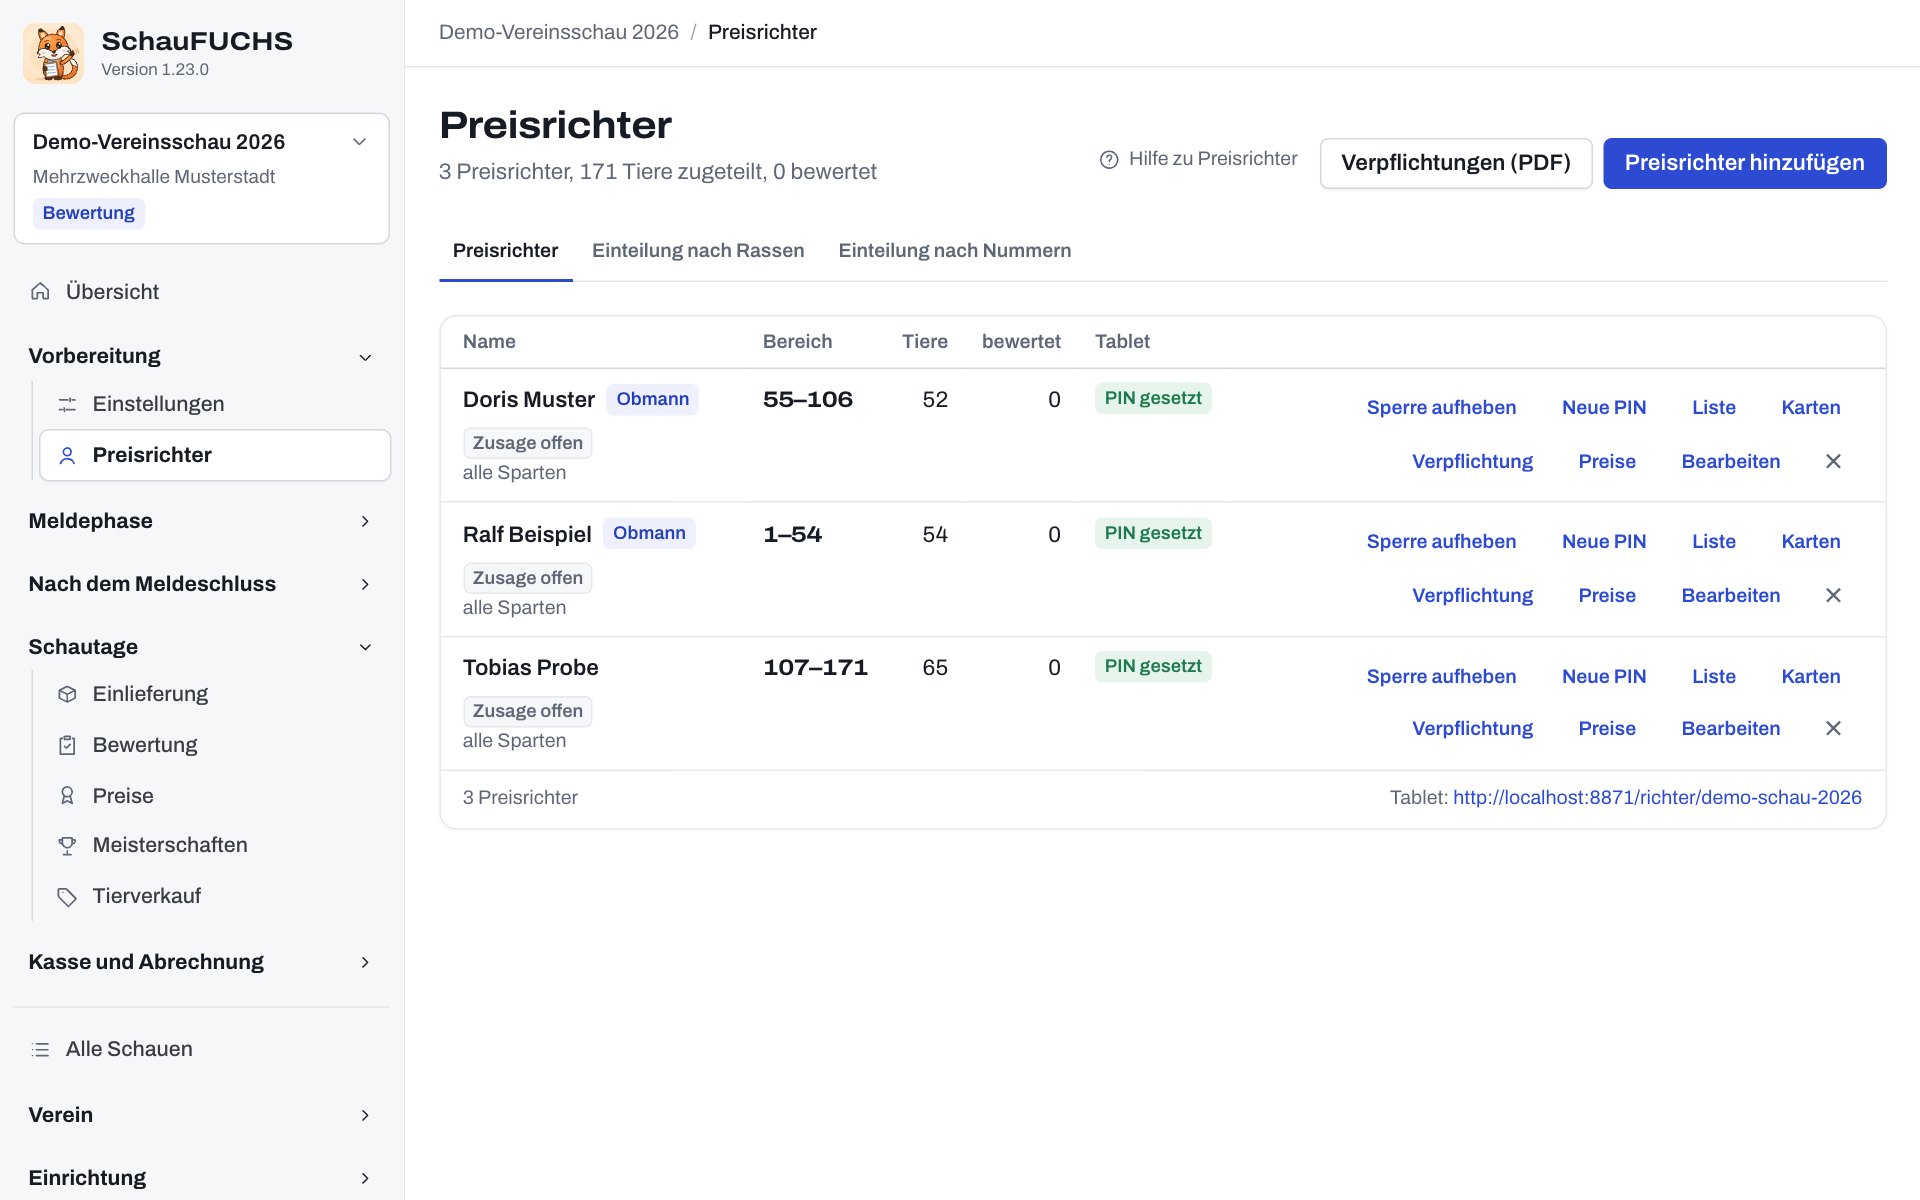 SchauFUCHS
Version 1.23.0
Demo-Vereinsschau 2026
Mehrzweckhalle Musterstadt
Bewertung
Übersicht
Vorbereitung
Einstellungen
Preisrichter
Meldephase
Nach dem Meldeschluss
Schautage
Einlieferung
Bewertung
Preise
Meisterschaften
Tierverkauf
Kasse und Abrechnung
Alle Schauen
Verein
Einrichtung
Demo-Vereinsschau 2026 / Preisrichter
Preisrichter
3 Preisrichter, 171 Tiere zugeteilt, 0 bewertet
Hilfe zu Preisrichter
Verpflichtungen (PDF)
Preisrichter hinzufügen
Preisrichter Einteilung nach Rassen Einteilung nach Nummern
Name Bereich Tiere bewertet Tablet
Doris Muster Obmann 55–106 52 0 PIN gesetzt Sperre aufheben Neue PIN Liste Karten
Zusage offen Verpflichtung Preise Bearbeiten ×
alle Sparten
Ralf Beispiel Obmann 1–54 54 0 PIN gesetzt Sperre aufheben Neue PIN Liste Karten
Zusage offen Verpflichtung Preise Bearbeiten ×
alle Sparten
Tobias Probe 107–171 65 0 PIN gesetzt Sperre aufheben Neue PIN Liste Karten
Zusage offen Verpflichtung Preise Bearbeiten ×
alle Sparten
3 Preisrichter Tablet: http://localhost:8871/richter/demo-schau-2026